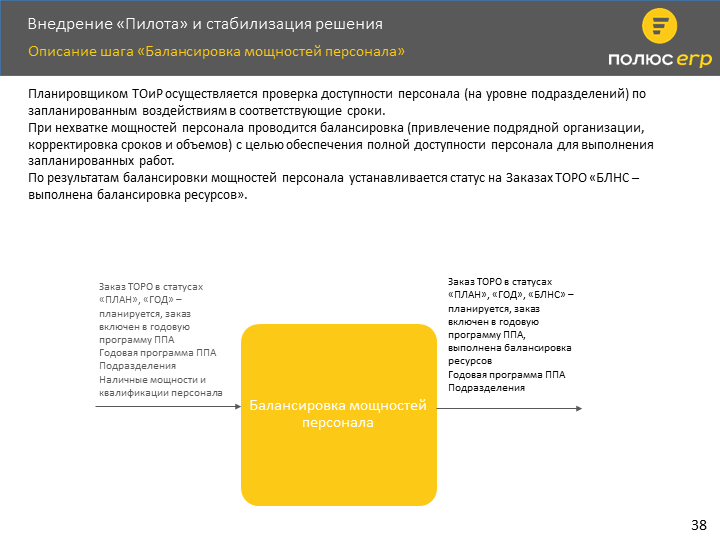 Внедрение «Пилота» и стабилизация решения
Описание шага «Балансировка мощностей персонала»
ПОЛЮС erp
Планировщиком ТОиР осуществляется проверка доступности персонала (на уровне подразделений) по
запланированным воздействиям в соответствующие сроки.
При нехватке мощностей персонала проводится балансировка (привлечение подрядной организации,
корректировка сроков и объемов) с целью обеспечения полной доступности персонала для выполнения
запланированных работ.
По результатам балансировки мощностей персонала устанавливается статус на Заказах ТОРО «БЛНС –
выполнена балансировка ресурсов».
Заказ ТОРО в статусах
«ПЛАН», «ГОД» –
планируется, заказ
включен в годовую
программу ППА
Годовая программа ППА
Подразделения
Наличные мощности и
квалификации персонала
Балансировка мощностей
персонала
Заказ ТОРО в статусах
«ПЛАН», «ГОД», «БЛНС» –
планируется, заказ
включен в годовую
программу ППА,
выполнена балансировка
ресурсов
Годовая программа ППА
Подразделения
38